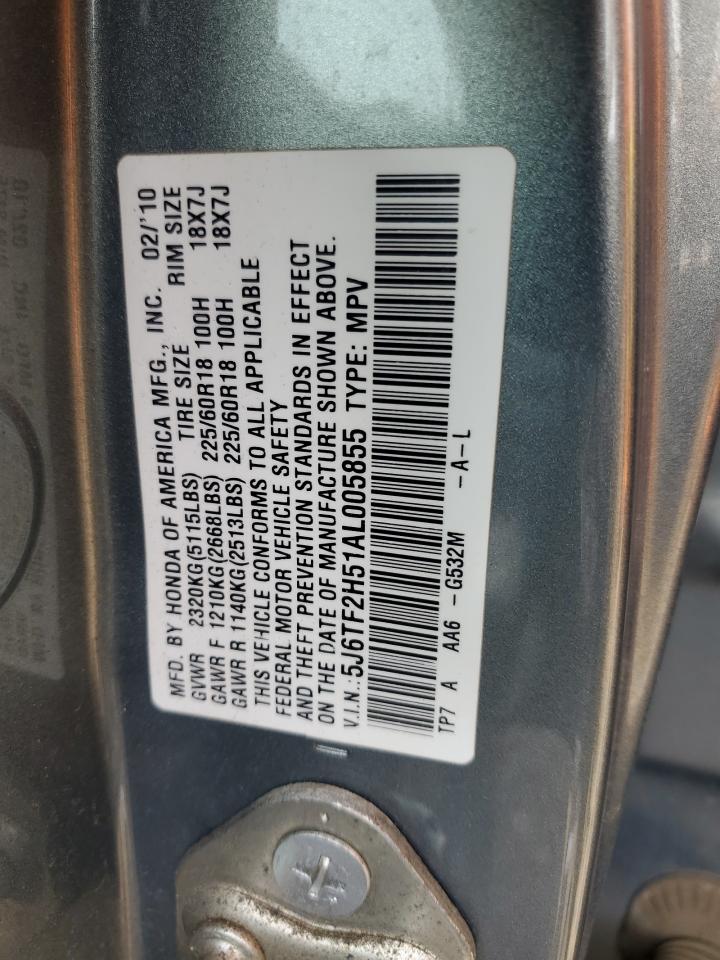 MFD. BY HONDA OF AMERICA MFG., INC. 02/'10
GVWR 2320KG(5115LBS) TIRE SIZE RIM SIZE
GAWR F 1210KG(2668LBS) 225/60R18 100H 18X7J
GAWR R 1140KG(2513LBS) 225/60R18 100H 18X7J
THIS VEHICLE CONFORMS TO ALL APPLICABLE
FEDERAL MOTOR VEHICLE SAFETY
AND THEFT PREVENTION STANDARDS IN EFFECT
ON THE DATE OF MANUFACTURE SHOWN ABOVE.
V.I.N.:5J6TF2H51AL005855 TYPE: MPV
TP7 A AA6 -G532M -A-L